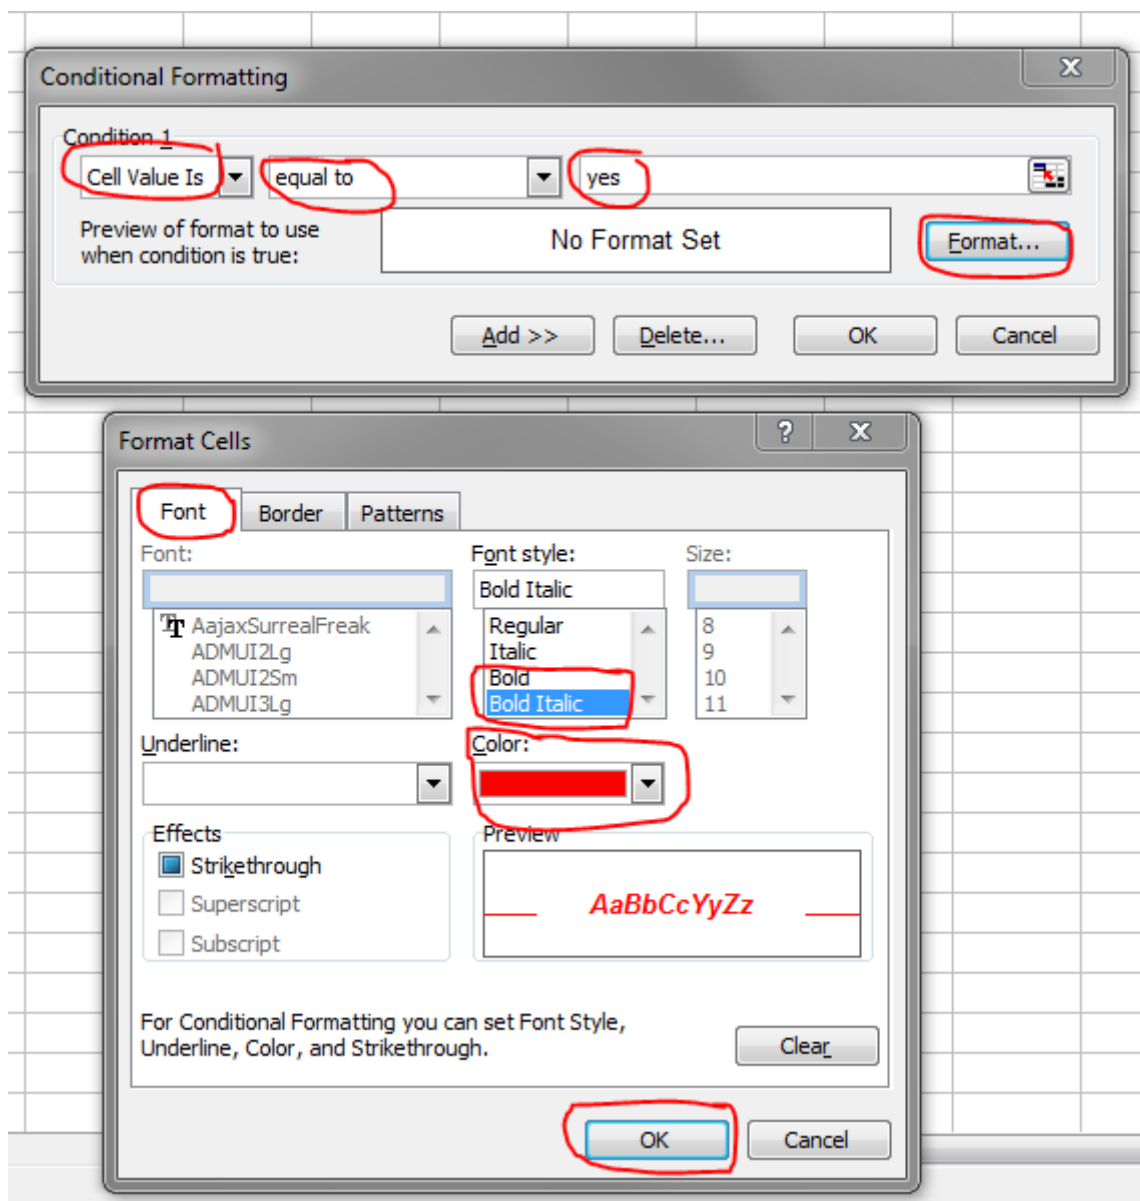 Conditional Formatting
Condition 1
Cell Value Is equal to yes
Preview of format to use
when condition is true:
No Format Set
Format...
Add >> Delete... OK Cancel
Format Cells
Font Border Patterns
Font: Font style: Size:
Bold Italic
AajaxSurrealFreak Regular 8
ADMUI2Lg Italic 9
ADMUI2Sm Bold 10
ADMUI3Lg Bold Italic 11
Underline: Color:
Effects Preview
Strikethrough
Superscript AaBbCcYyZz
Subscript
For Conditional Formatting you can set Font Style,
Underline, Color, and Strikethrough.
Clear
OK Cancel